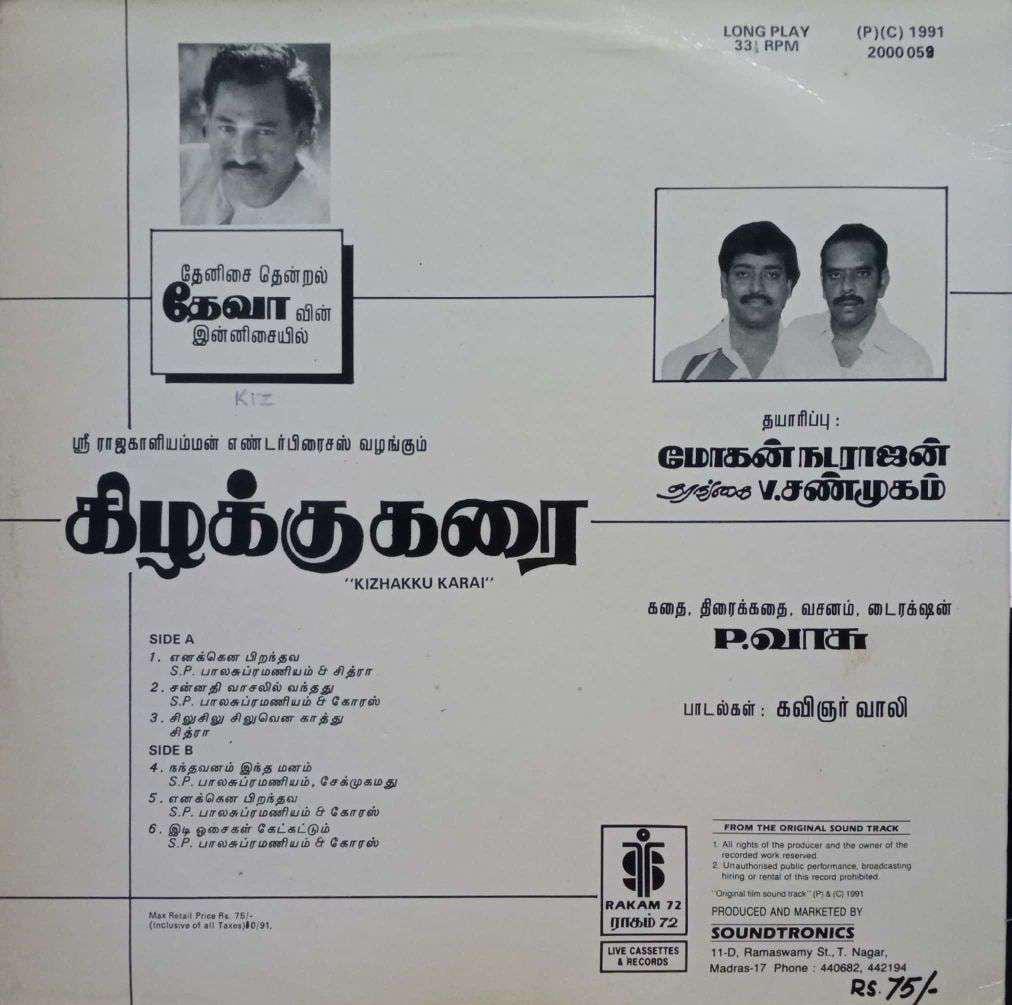 LONG PLAY
33⅓ RPM
(P)(C) 1991
2000 059
தேனிசை தென்றல்
தேவா வின்
இன்னிசையில்
KIZ
ஸ்ரீ ராஜகாளியம்மன் எண்டர்பிரைசஸ் வழங்கும்
கிழக்குகரை
"KIZHAKKU KARAI"
தயாரிப்பு :
மோகன் நடராஜன்
தரங்கை V.சண்முகம்
கதை, திரைக்கதை, வசனம், டைரக்ஷன்
P.வாசு
பாடல்கள் : கவிஞர் வாலி
SIDE A
1. எனக்கென பிறந்தவ
S.P. பாலசுப்ரமணியம் & சித்ரா
2. சன்னதி வாசலில் வந்தது
S.P. பாலசுப்ரமணியம் & கோரஸ்
3. சிலுசிலு சிலுவென காத்து
சித்ரா
SIDE B
4. நந்தவனம் இந்த மனம்
S.P. பாலசுப்ரமணியம், சேக்முகமது
5. எனக்கென பிறந்தவ
S.P. பாலசுப்ரமணியம் & கோரஸ்
6. இடி ஓசைகள் கேட்கட்டும்
S.P. பாலசுப்ரமணியம் & கோரஸ்
Max Retail Price Rs. 75/-
(Inclusive of all Taxes) 0/91.
RAKAM 72
ராகம் 72
LIVE CASSETTES
& RECORDS
FROM THE ORIGINAL SOUND TRACK
1. All rights of the producer and the owner of the
recorded work reserved.
2. Unauthorised public performance, broadcasting
hiring or rental of this record prohibited.
"Original film sound track" (P) & (C) 1991
PRODUCED AND MARKETED BY
SOUNDTRONICS
11-D, Ramaswamy St., T. Nagar,
Madras-17 Phone : 440682, 442194
RS. 75/-